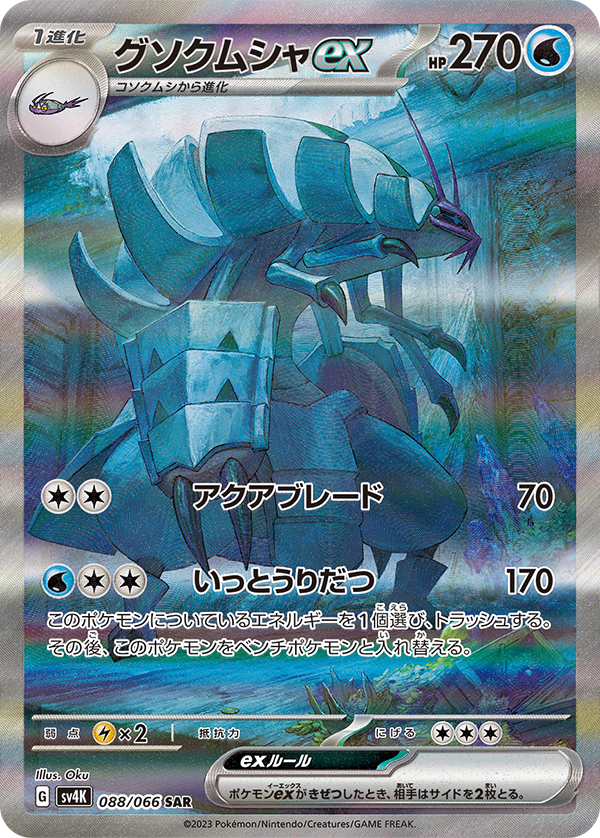 1進化
グソクムシャex
HP270
コソクムシから進化
アクアブレード 70
いっとうりだつ 170
このポケモンについているエネルギーを1個選び、トラッシュする。
その後、このポケモンをベンチポケモンと入れ替える。
弱点 ×2 抵抗力 にげる
exルール
ポケモンexがきぜつしたとき、相手はサイドを2枚とる。
Illus. Oku
G sv4K 088/066 SAR
©2023 Pokémon/Nintendo/Creatures/GAME FREAK.